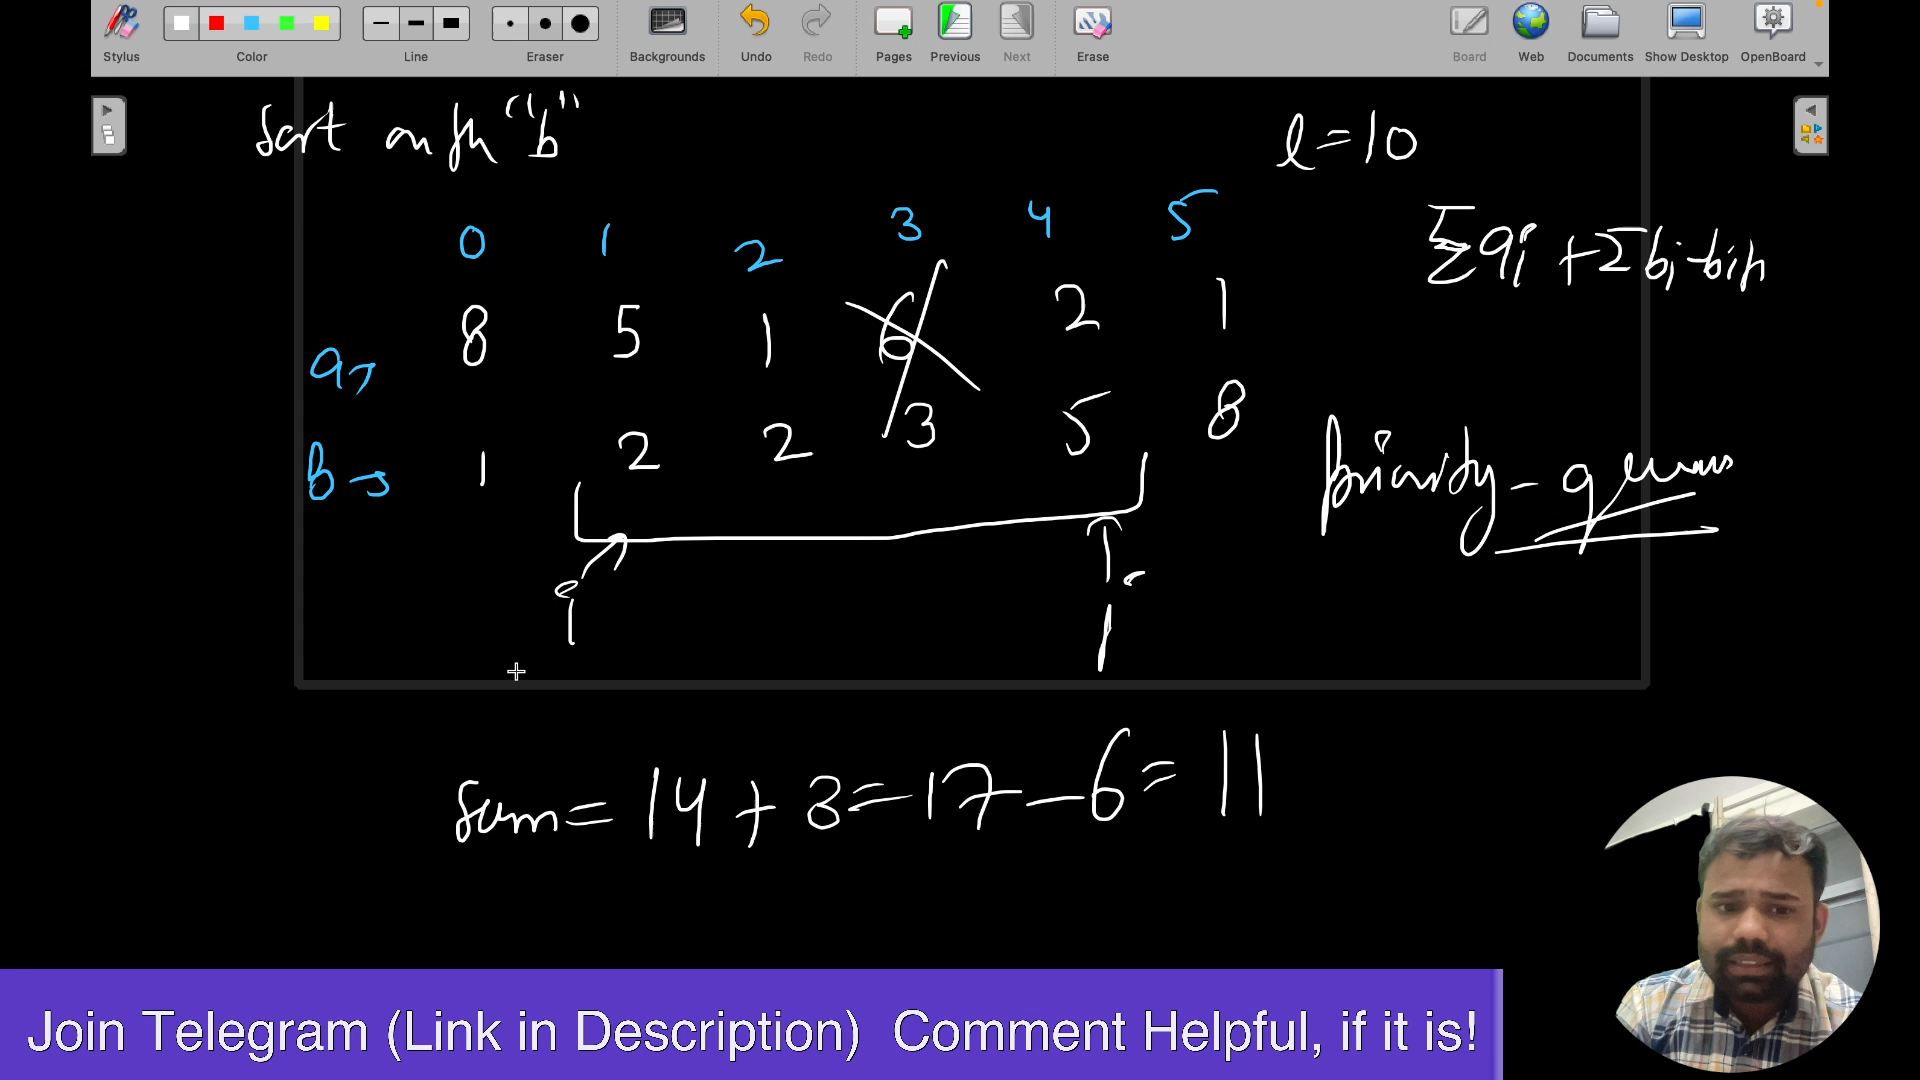 Stylus Color Line Eraser Backgrounds Undo Redo Pages Previous Next Erase Board Web Documents Show Desktop OpenBoard
Sort on the "b"
l=10
0 1 2 3 4 5
Σai + Σbi-bi+1
a→ 8 5 1 6 2 1
b→ 1 2 2 3 5 8
Priority-queue
i
sum = 14 + 3 = 17 - 6 = 11
Join Telegram (Link in Description) Comment Helpful, if it is!